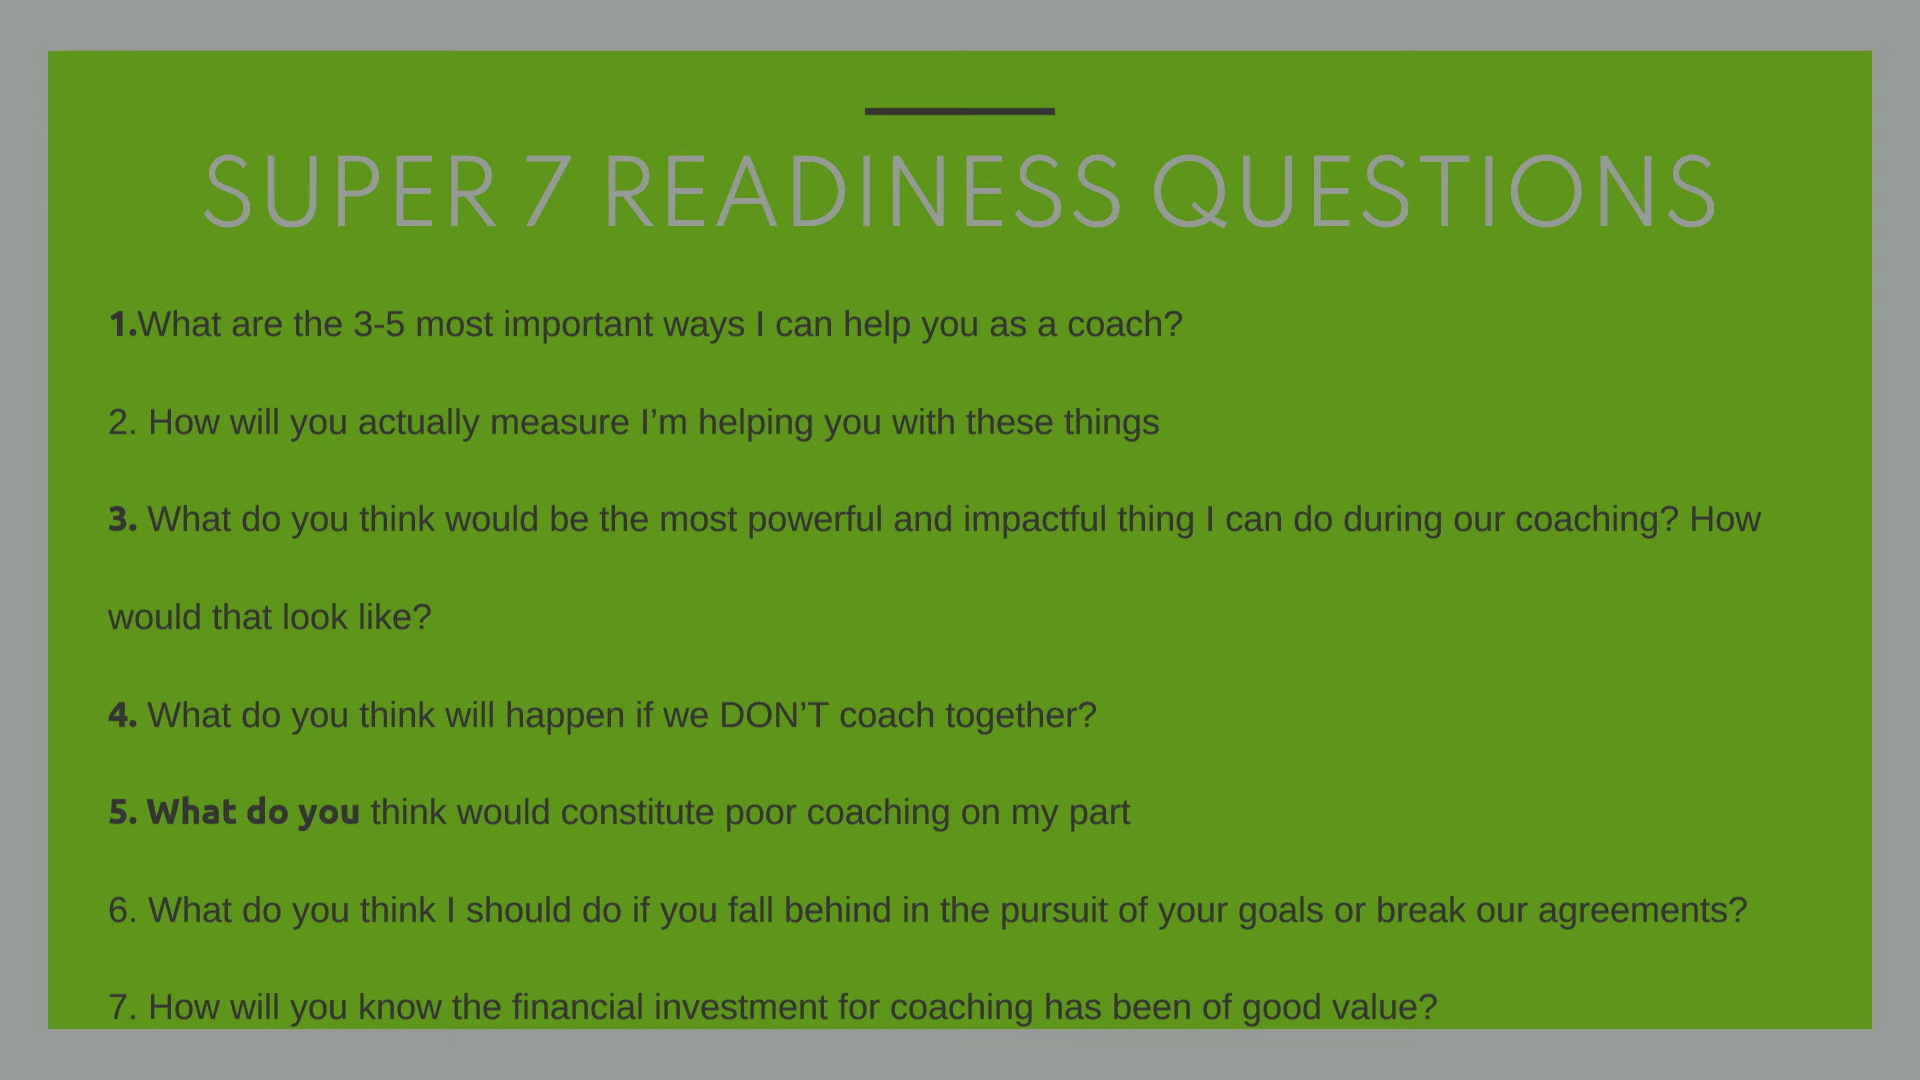 SUPER 7 READINESS QUESTIONS
1.What are the 3-5 most important ways I can help you as a coach?
2. How will you actually measure I’m helping you with these things
3. What do you think would be the most powerful and impactful thing I can do during our coaching? How
would that look like?
4. What do you think will happen if we DON’T coach together?
5. What do you think would constitute poor coaching on my part
6. What do you think I should do if you fall behind in the pursuit of your goals or break our agreements?
7. How will you know the financial investment for coaching has been of good value?